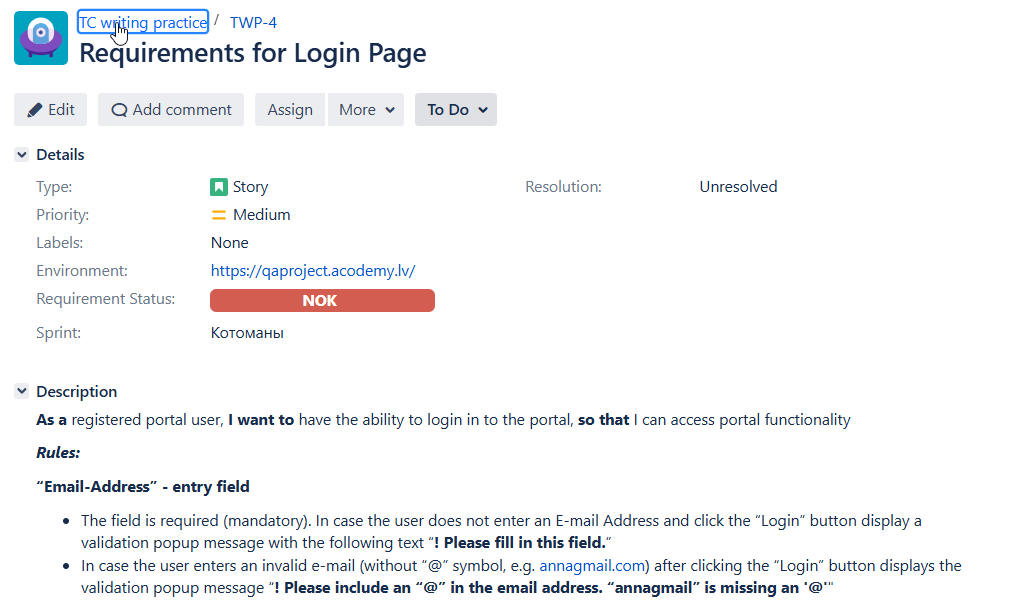 TC writing practice / TWP-4
Requirements for Login Page
Edit Add comment Assign More To Do
Details
Type: Story Resolution: Unresolved
Priority: Medium
Labels: None
Environment: https://qaproject.acodemy.lv/
Requirement Status: NOK
Sprint: Котоманы
Description
As a registered portal user, I want to have the ability to login in to the portal, so that I can access portal functionality
Rules:
“Email-Address” - entry field
• The field is required (mandatory). In case the user does not enter an E-mail Address and click the “Login” button display a
validation popup message with the following text “! Please fill in this field.”
• In case the user enters an invalid e-mail (without “@” symbol, e.g. annagmail.com) after clicking the “Login” button displays the
validation popup message “! Please include an “@” in the email address. “annagmail” is missing an '@'“